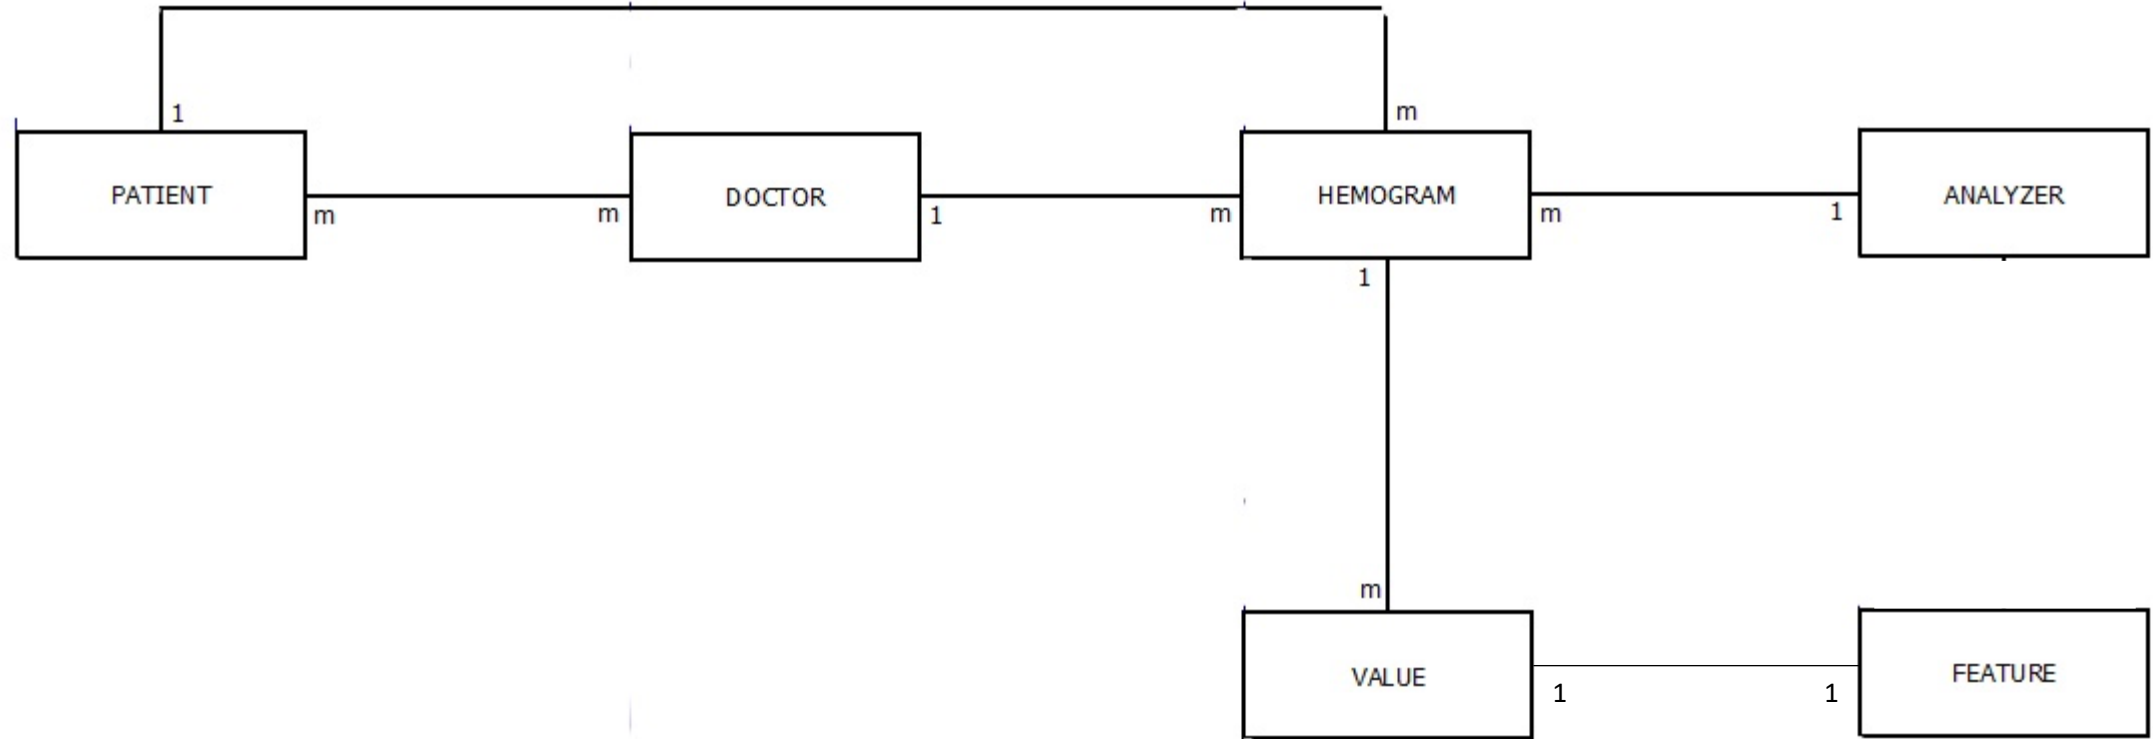 1
m
PATIENT
m
m
DOCTOR
1
m
HEMOGRAM
m
1
ANALYZER
1
m
VALUE
1
1
FEATURE